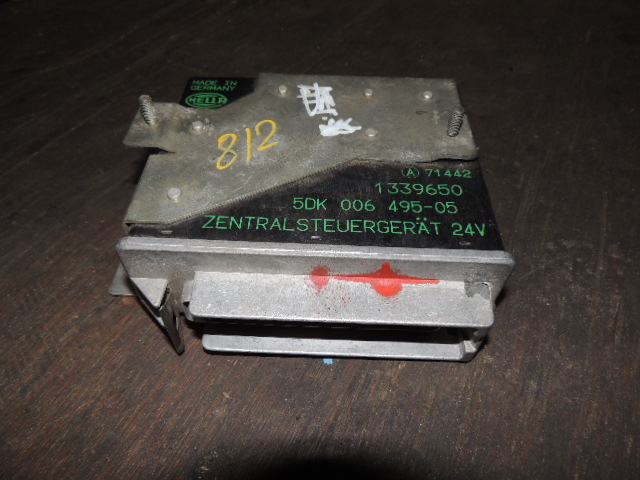 MADE IN
GERMANY
HELLA
812
(A) 71442
1339650
5DK 006 495-05
ZENTRALSTEUERGERÄT 24V